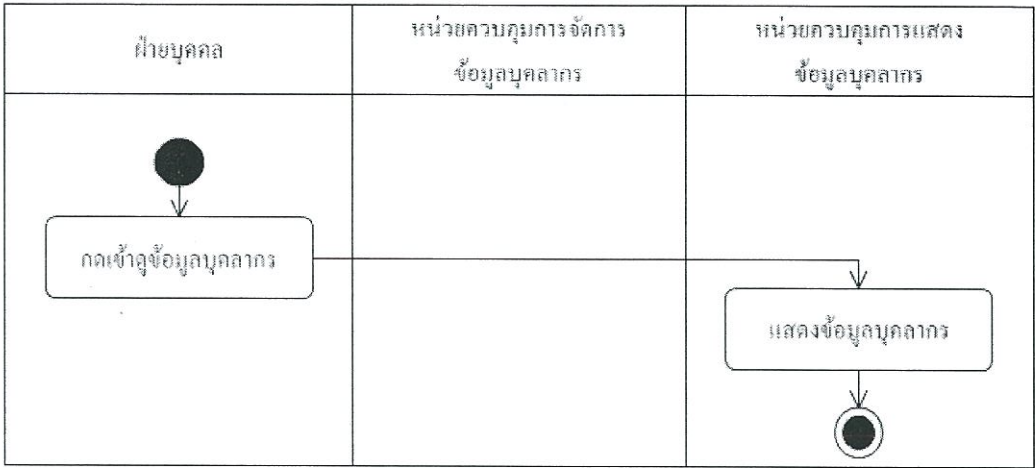 ฝ่ายบุคคล
หน่วยควบคุมการจัดการ
ข้อมูลบุคลากร
หน่วยควบคุมการแสดง
ข้อมูลบุคลากร
กดเข้าดูข้อมูลบุคลากร
แสดงข้อมูลบุคลากร